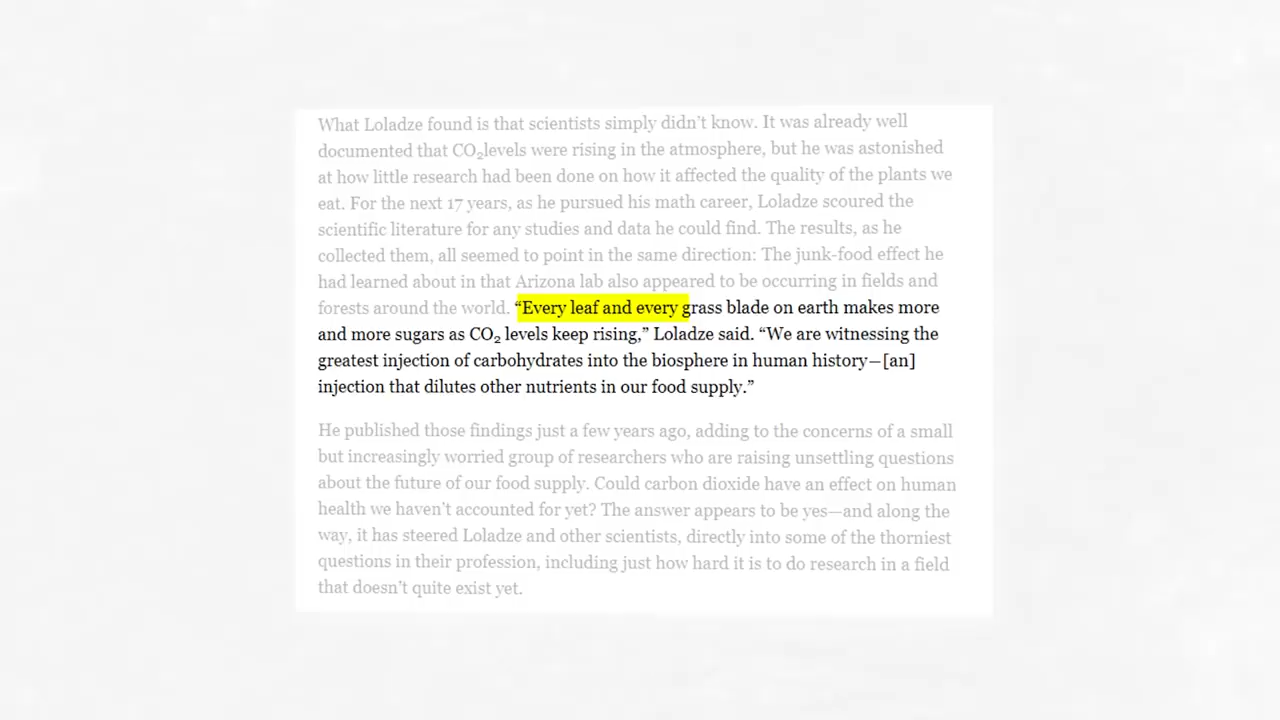 What Loladze found is that scientists simply didn’t know. It was already well
documented that CO₂levels were rising in the atmosphere, but he was astonished
at how little research had been done on how it affected the quality of the plants we
eat. For the next 17 years, as he pursued his math career, Loladze scoured the
scientific literature for any studies and data he could find. The results, as he
collected them, all seemed to point in the same direction: The junk-food effect he
had learned about in that Arizona lab also appeared to be occurring in fields and
forests around the world. “Every leaf and every grass blade on earth makes more
and more sugars as CO₂ levels keep rising,” Loladze said. “We are witnessing the
greatest injection of carbohydrates into the biosphere in human history―[an]
injection that dilutes other nutrients in our food supply.”
He published those findings just a few years ago, adding to the concerns of a small
but increasingly worried group of researchers who are raising unsettling questions
about the future of our food supply. Could carbon dioxide have an effect on human
health we haven’t accounted for yet? The answer appears to be yes—and along the
way, it has steered Loladze and other scientists, directly into some of the thorniest
questions in their profession, including just how hard it is to do research in a field
that doesn’t quite exist yet.